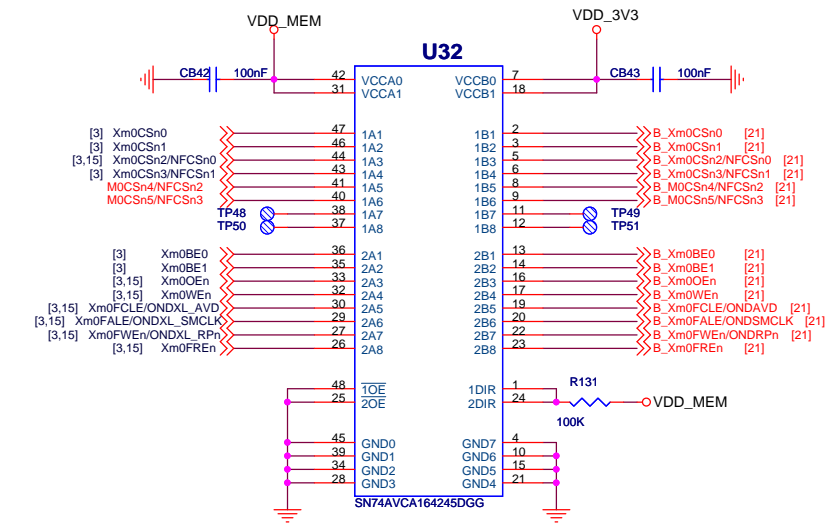 VDD_MEM
VDD_3V3
U32
CB42 100nF
42 VCCA0
31 VCCA1
VCCB0 7
VCCB1 18
CB43 100nF
[3] Xm0CSn0 47 1A1
[3] Xm0CSn1 46 1A2
[3,15] Xm0CSn2/NFCSn0 44 1A3
[3] Xm0CSn3/NFCSn1 43 1A4
M0CSn4/NFCSn2 41 1A5
M0CSn5/NFCSn3 40 1A6
TP48 38 1A7
TP50 37 1A8
1B1 2 B_Xm0CSn0 [21]
1B2 3 B_Xm0CSn1 [21]
1B3 5 B_Xm0CSn2/NFCSn0 [21]
1B4 6 B_Xm0CSn3/NFCSn1 [21]
1B5 8 B_M0CSn4/NFCSn2 [21]
1B6 9 B_M0CSn5/NFCSn3 [21]
1B7 11 TP49
1B8 12 TP51
[3] Xm0BE0 36 2A1
[3] Xm0BE1 35 2A2
[3,15] Xm0OEn 33 2A3
[3,15] Xm0WEn 32 2A4
[3,15] Xm0FCLE/ONDXL_AVD 30 2A5
[3,15] Xm0FALE/ONDXL_SMCLK 29 2A6
[3,15] Xm0FWEn/ONDXL_RPn 27 2A7
[3,15] Xm0FREn 26 2A8
2B1 13 B_Xm0BE0 [21]
2B2 14 B_Xm0BE1 [21]
2B3 16 B_Xm0OEn [21]
2B4 17 B_Xm0WEn [21]
2B5 19 B_Xm0FCLE/ONDAVD [21]
2B6 20 B_Xm0FALE/ONDSMCLK [21]
2B7 22 B_Xm0FWEn/ONDRPn [21]
2B8 23 B_Xm0FREn [21]
48 1OE
25 2OE
1DIR 1
2DIR 24
R131
100K
VDD_MEM
45 GND0
39 GND1
34 GND2
28 GND3
GND7 4
GND6 10
GND5 15
GND4 21
SN74AVCA164245DGG